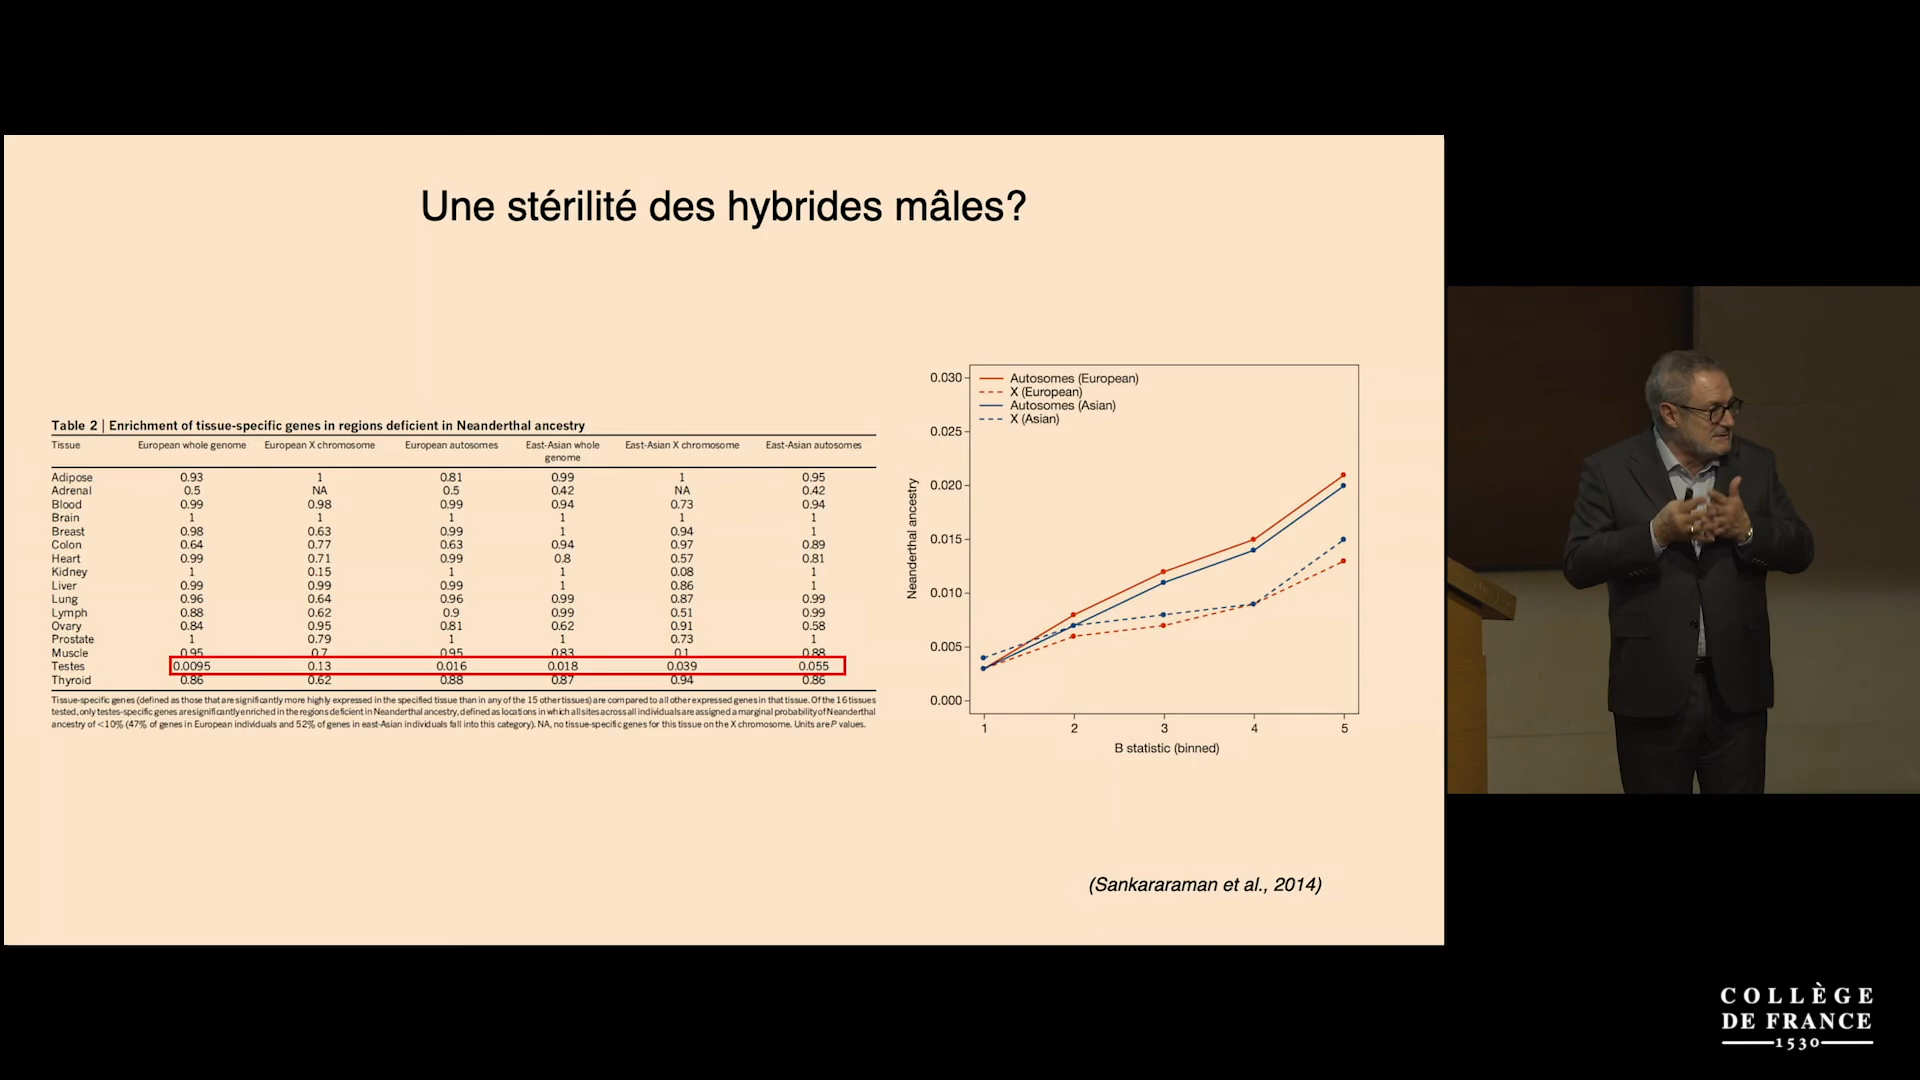 Une stérilité des hybrides mâles?
Table 2 | Enrichment of tissue-specific genes in regions deficient in Neanderthal ancestry
Tissue European whole genome European X chromosome European autosomes East-Asian whole genome East-Asian X chromosome East-Asian autosomes
Adipose 0.93 1 0.81 0.99 1 0.95
Adrenal 0.5 NA 0.5 0.42 NA 0.42
Blood 0.99 0.98 0.99 0.94 0.73 0.94
Brain 1 1 1 1 1 1
Breast 0.98 0.63 0.99 1 0.94 1
Colon 0.64 0.77 0.63 0.94 0.97 0.89
Heart 0.99 0.71 0.99 0.8 0.57 0.81
Kidney 1 0.15 1 1 0.08 1
Liver 0.99 0.99 0.99 1 0.86 1
Lung 0.96 0.64 0.96 0.99 0.87 0.99
Lymph 0.88 0.62 0.9 0.99 0.51 0.99
Ovary 0.84 0.95 0.81 0.62 0.91 0.58
Prostate 1 0.79 1 1 0.73 1
Muscle 0.95 0.7 0.95 0.83 0.1 0.88
Testes 0.0095 0.13 0.016 0.018 0.039 0.055
Thyroid 0.86 0.62 0.88 0.87 0.94 0.86
Tissue-specific genes (defined as those that are significantly more highly expressed in the specified tissue than in any of the 15 other tissues) are compared to all other expressed genes in that tissue. Of the 16 tissues
tested, only testes-specific genes are significantly enriched in the regions deficient in Neanderthal ancestry, defined as locations in which all sites across all individuals are assigned a marginal probability of Neanderthal
ancestry of <10% (47% of genes in European individuals and 52% of genes in east-Asian individuals fall into this category). NA, no tissue-specific genes for this tissue on the X chromosome. Units are P values.
Autosomes (European)
X (European)
Autosomes (Asian)
X (Asian)
0.030
0.025
0.020
0.015
0.010
0.005
0.000
Neanderthal ancestry
1 2 3 4 5
B statistic (binned)
(Sankararaman et al., 2014)
COLLÈGE
DE FRANCE
1530